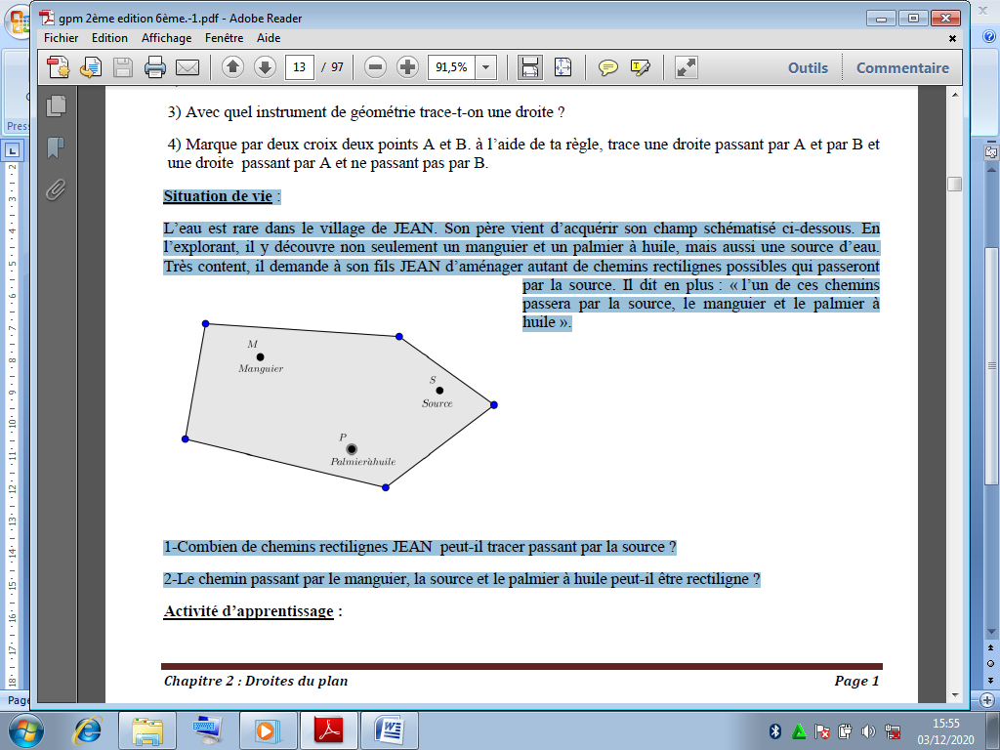 gpm 2ème edition 6ème.-1.pdf - Adobe Reader
Fichier Edition Affichage Fenêtre Aide
13 / 97 91,5% Outils Commentaire
Pres
3) Avec quel instrument de géométrie trace-t-on une droite ?
4) Marque par deux croix deux points A et B. à l’aide de ta règle, trace une droite passant par A et par B et
une droite passant par A et ne passant pas par B.
Situation de vie :
L’eau est rare dans le village de JEAN. Son père vient d’acquérir son champ schématisé ci-dessous. En
l’explorant, il y découvre non seulement un manguier et un palmier à huile, mais aussi une source d’eau.
Très content, il demande à son fils JEAN d’aménager autant de chemins rectilignes possibles qui passeront
par la source. Il dit en plus : « l’un de ces chemins
passera par la source, le manguier et le palmier à
huile ».
M
Manguier
S
Source
P
Palmieràhuile
1-Combien de chemins rectilignes JEAN peut-il tracer passant par la source ?
2-Le chemin passant par le manguier, la source et le palmier à huile peut-il être rectiligne ?
Activité d’apprentissage :
Chapitre 2 : Droites du plan Page 1
Page
15:55
03/12/2020